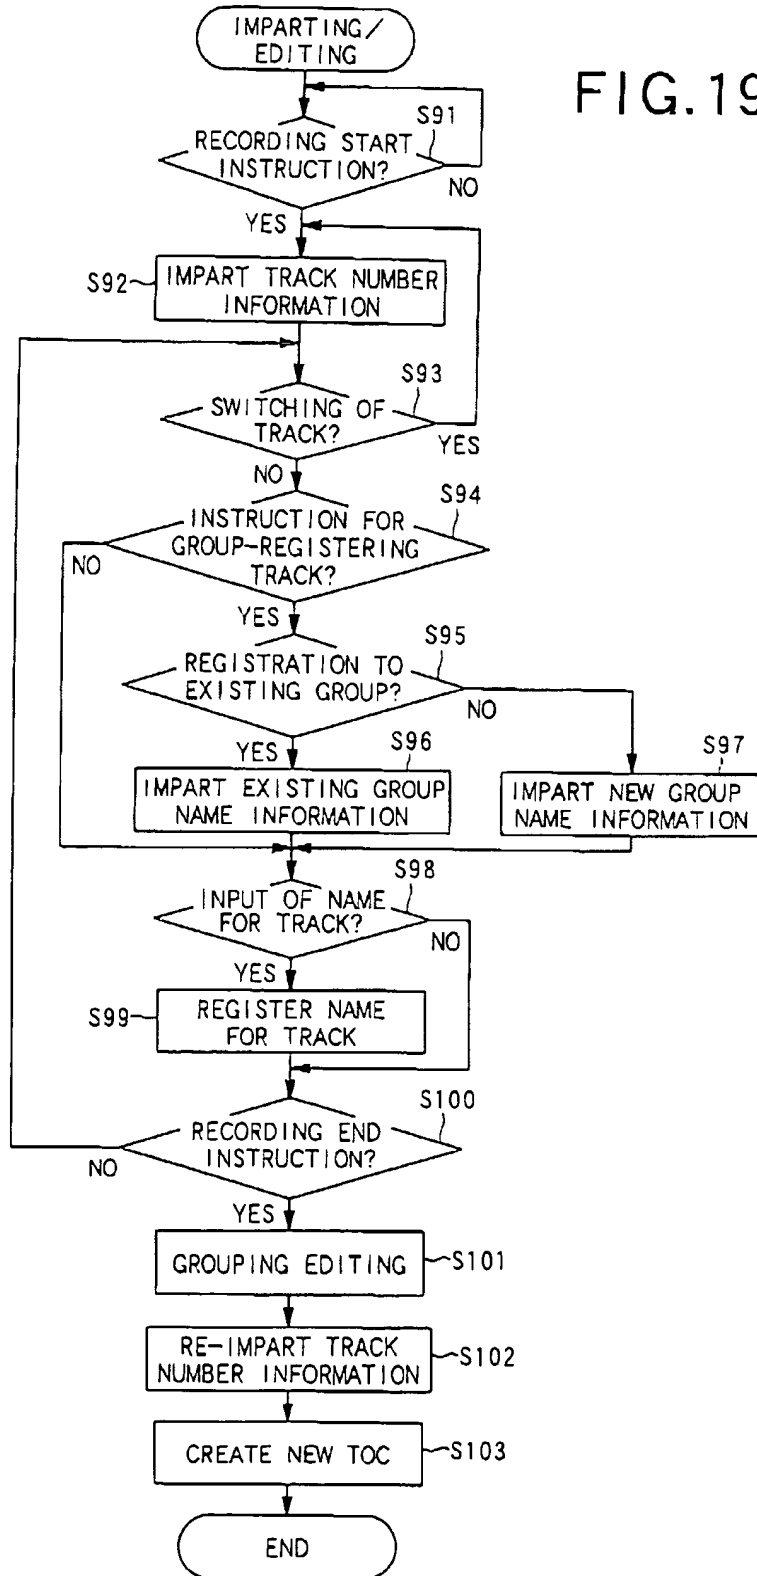 IMPARTING/
EDITING
FIG.19
S91
RECORDING START
INSTRUCTION?
NO
YES
S92
IMPART TRACK NUMBER
INFORMATION
S93
SWITCHING OF
TRACK?
YES
NO
S94
INSTRUCTION FOR
GROUP-REGISTERING
TRACK?
NO
YES
S95
REGISTRATION TO
EXISTING GROUP?
NO
YES
S96
S97
IMPART EXISTING GROUP
NAME INFORMATION
IMPART NEW GROUP
NAME INFORMATION
S98
INPUT OF NAME
FOR TRACK?
NO
YES
S99
REGISTER NAME
FOR TRACK
S100
RECORDING END
INSTRUCTION?
NO
YES
GROUPING EDITING
S101
RE-IMPART TRACK
NUMBER INFORMATION
S102
CREATE NEW TOC
S103
END